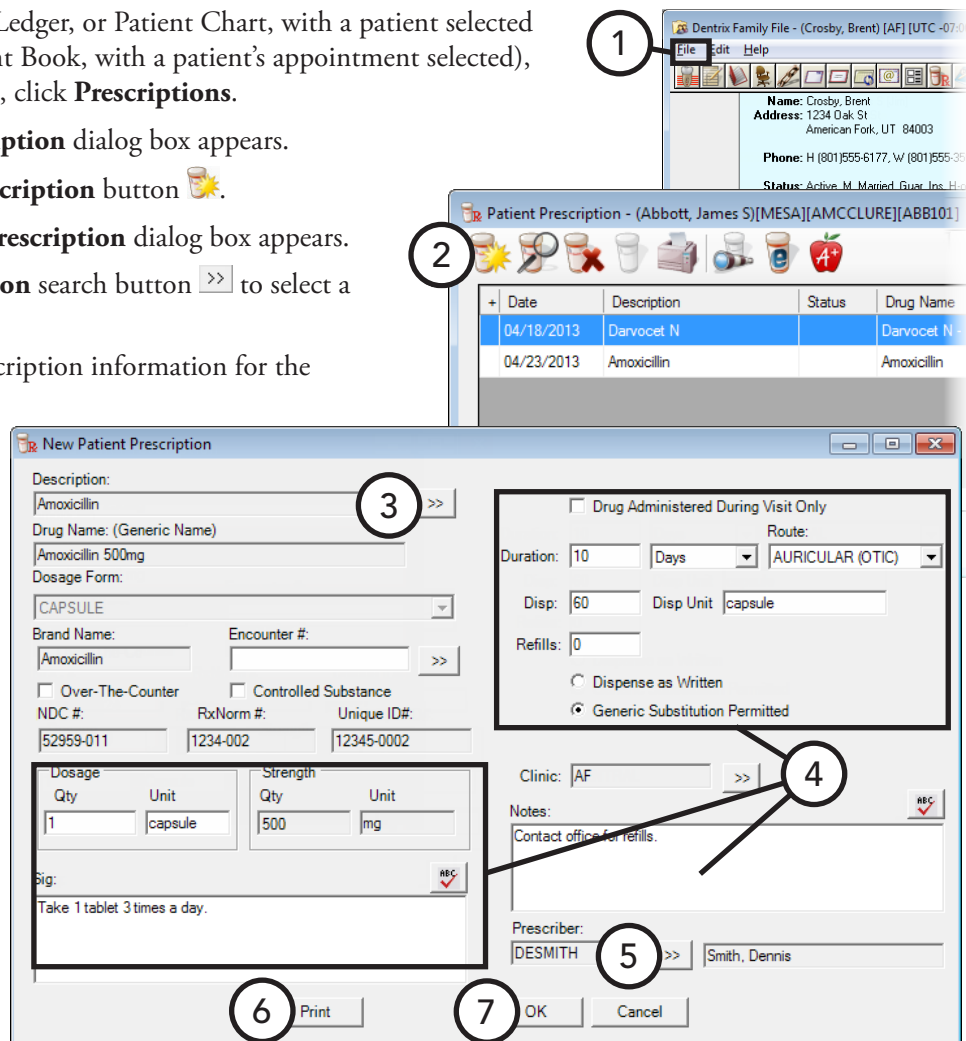 Ledger, or Patient Chart, with a patient selected
nt Book, with a patient's appointment selected),
, click Prescriptions.
iption dialog box appears.
scription button
Prescription dialog box appears.
on search button >> to select a
cription information for the
1
Dentrix Family File - (Crosby, Brent) [AF] [UTC -07:0
File Edit Help
Name: Crosby, Brent
Address: 1234 Oak St
American Fork, UT 84003
Phone: H (801)555-6177, W (801)555-35
Status: Active, M, Married, Guar, Ins, H-o
2
Patient Prescription - (Abbott, James S)[MESA][AMCCLURE][ABB101]
+ Date Description Status Drug Name
04/18/2013 Darvocet N Darvocet N -
04/23/2013 Amoxicillin Amoxicillin
New Patient Prescription
Description:
Amoxicillin 3 >>
Drug Name: (Generic Name)
Amoxicillin 500mg
Dosage Form:
CAPSULE
Brand Name: Encounter #:
Amoxicillin >>
Over-The-Counter Controlled Substance
NDC #: RxNorm #: Unique ID#:
52959-011 1234-002 12345-0002
Dosage Strength
Qty Unit Qty Unit
1 capsule 500 mg
Sig: ABC
Take 1 tablet 3 times a day.
Drug Administered During Visit Only
Route:
Duration: 10 Days AURICULAR (OTIC)
Disp: 60 Disp Unit capsule
Refills: 0
Dispense as Written
Generic Substitution Permitted
Clinic: AF >> 4
Notes: ABC
Contact office for refills.
Prescriber:
DESMITH 5 >> Smith, Dennis
6 Print 7 OK Cancel